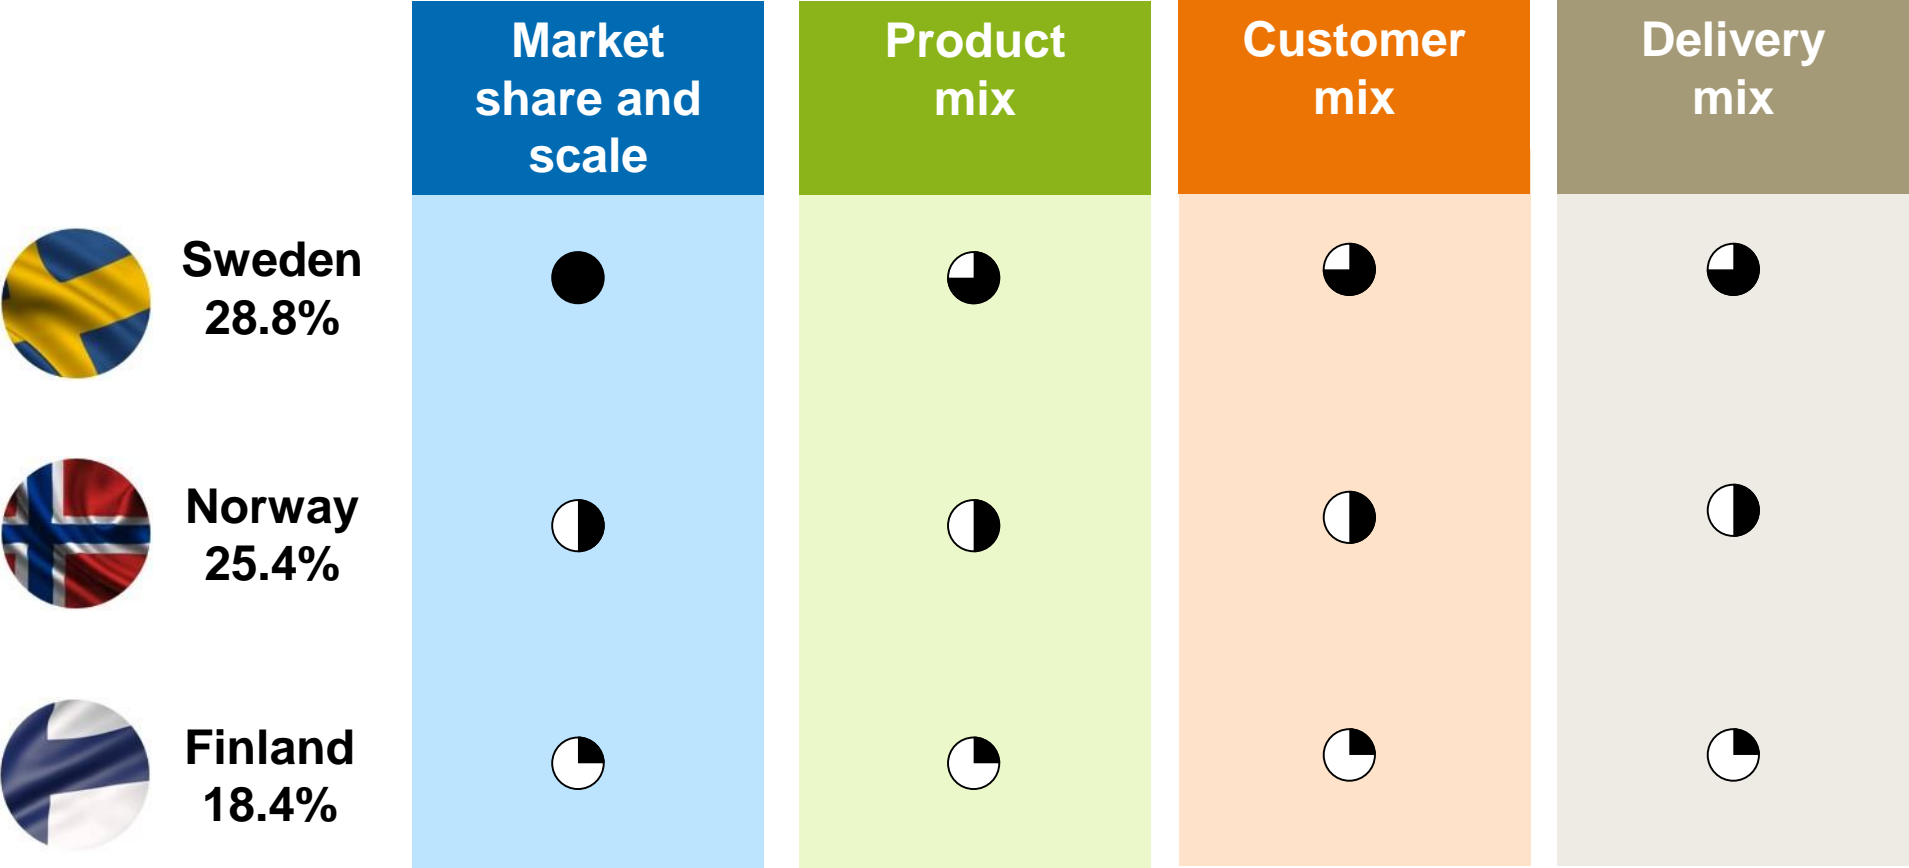 Market
share and
scale
Product
mix
Customer
mix
Delivery
mix
Sweden
28.8%
Norway
25.4%
Finland
18.4%